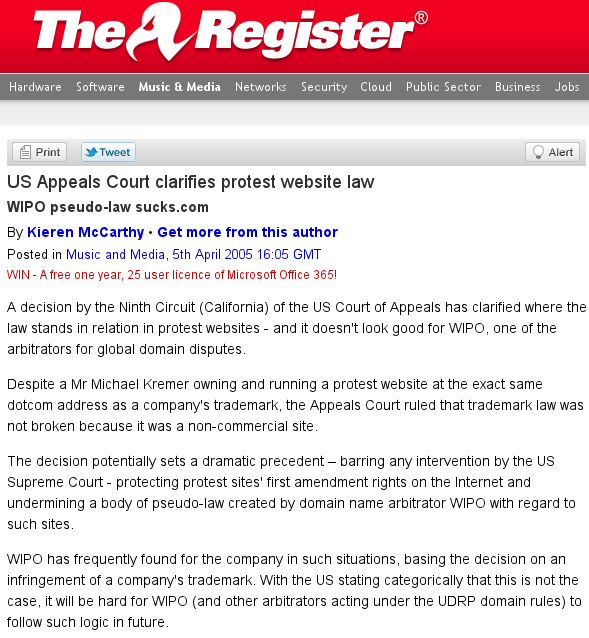 The Register®
Hardware Software Music & Media Networks Security Cloud Public Sector Business Jobs
Print Tweet Alert
US Appeals Court clarifies protest website law
WIPO pseudo-law sucks.com
By Kieren McCarthy • Get more from this author
Posted in Music and Media, 5th April 2005 16:05 GMT
WIN - A free one year, 25 user licence of Microsoft Office 365!
A decision by the Ninth Circuit (California) of the US Court of Appeals has clarified where the
law stands in relation in protest websites - and it doesn't look good for WIPO, one of the
arbitrators for global domain disputes.
Despite a Mr Michael Kremer owning and running a protest website at the exact same
dotcom address as a company's trademark, the Appeals Court ruled that trademark law was
not broken because it was a non-commercial site.
The decision potentially sets a dramatic precedent – barring any intervention by the US
Supreme Court - protecting protest sites' first amendment rights on the Internet and
undermining a body of pseudo-law created by domain name arbitrator WIPO with regard to
such sites.
WIPO has frequently found for the company in such situations, basing the decision on an
infringement of a company's trademark. With the US stating categorically that this is not the
case, it will be hard for WIPO (and other arbitrators acting under the UDRP domain rules) to
follow such logic in future.